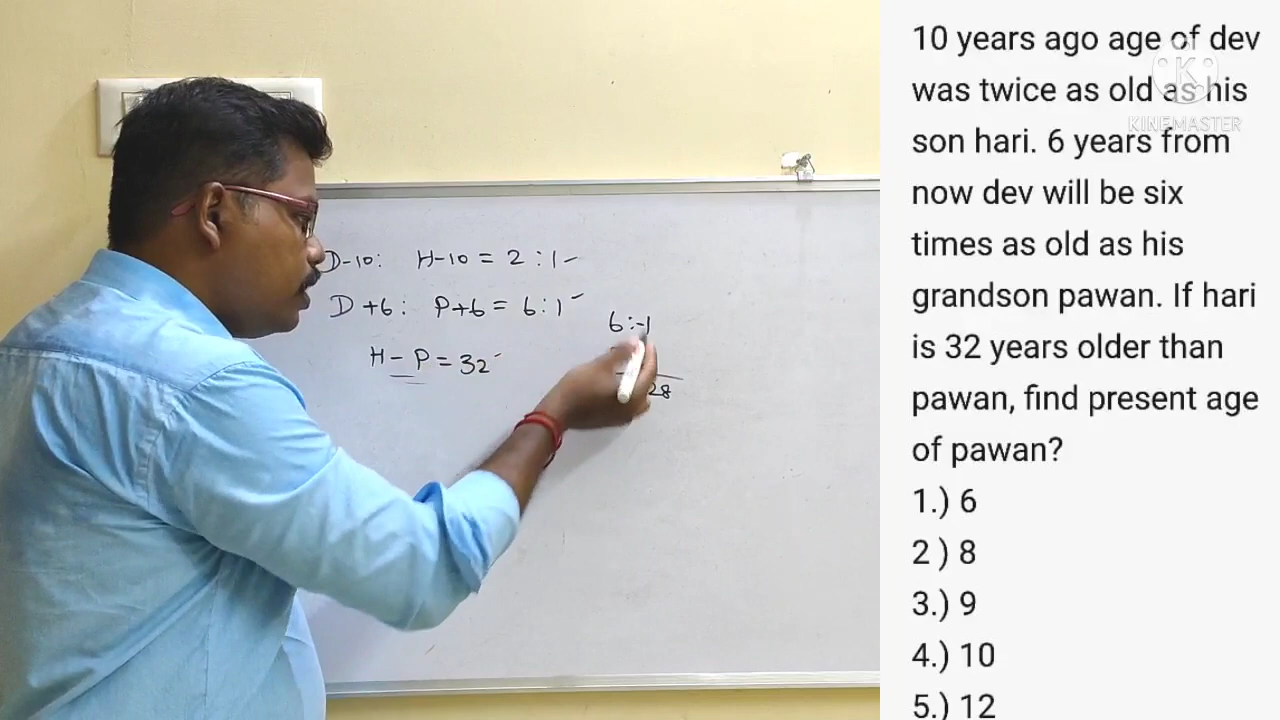 10 years ago age of dev
was twice as old as his
son hari. 6 years from
now dev will be six
times as old as his
grandson pawan. If hari
is 32 years older than
pawan, find present age
of pawan?
1.) 6
2 ) 8
3.) 9
4.) 10
5.) 12
KINEMASTER
D-10: H-10 = 2:1
D+6: P+6 = 6:1
H-P = 32
6:-1
28